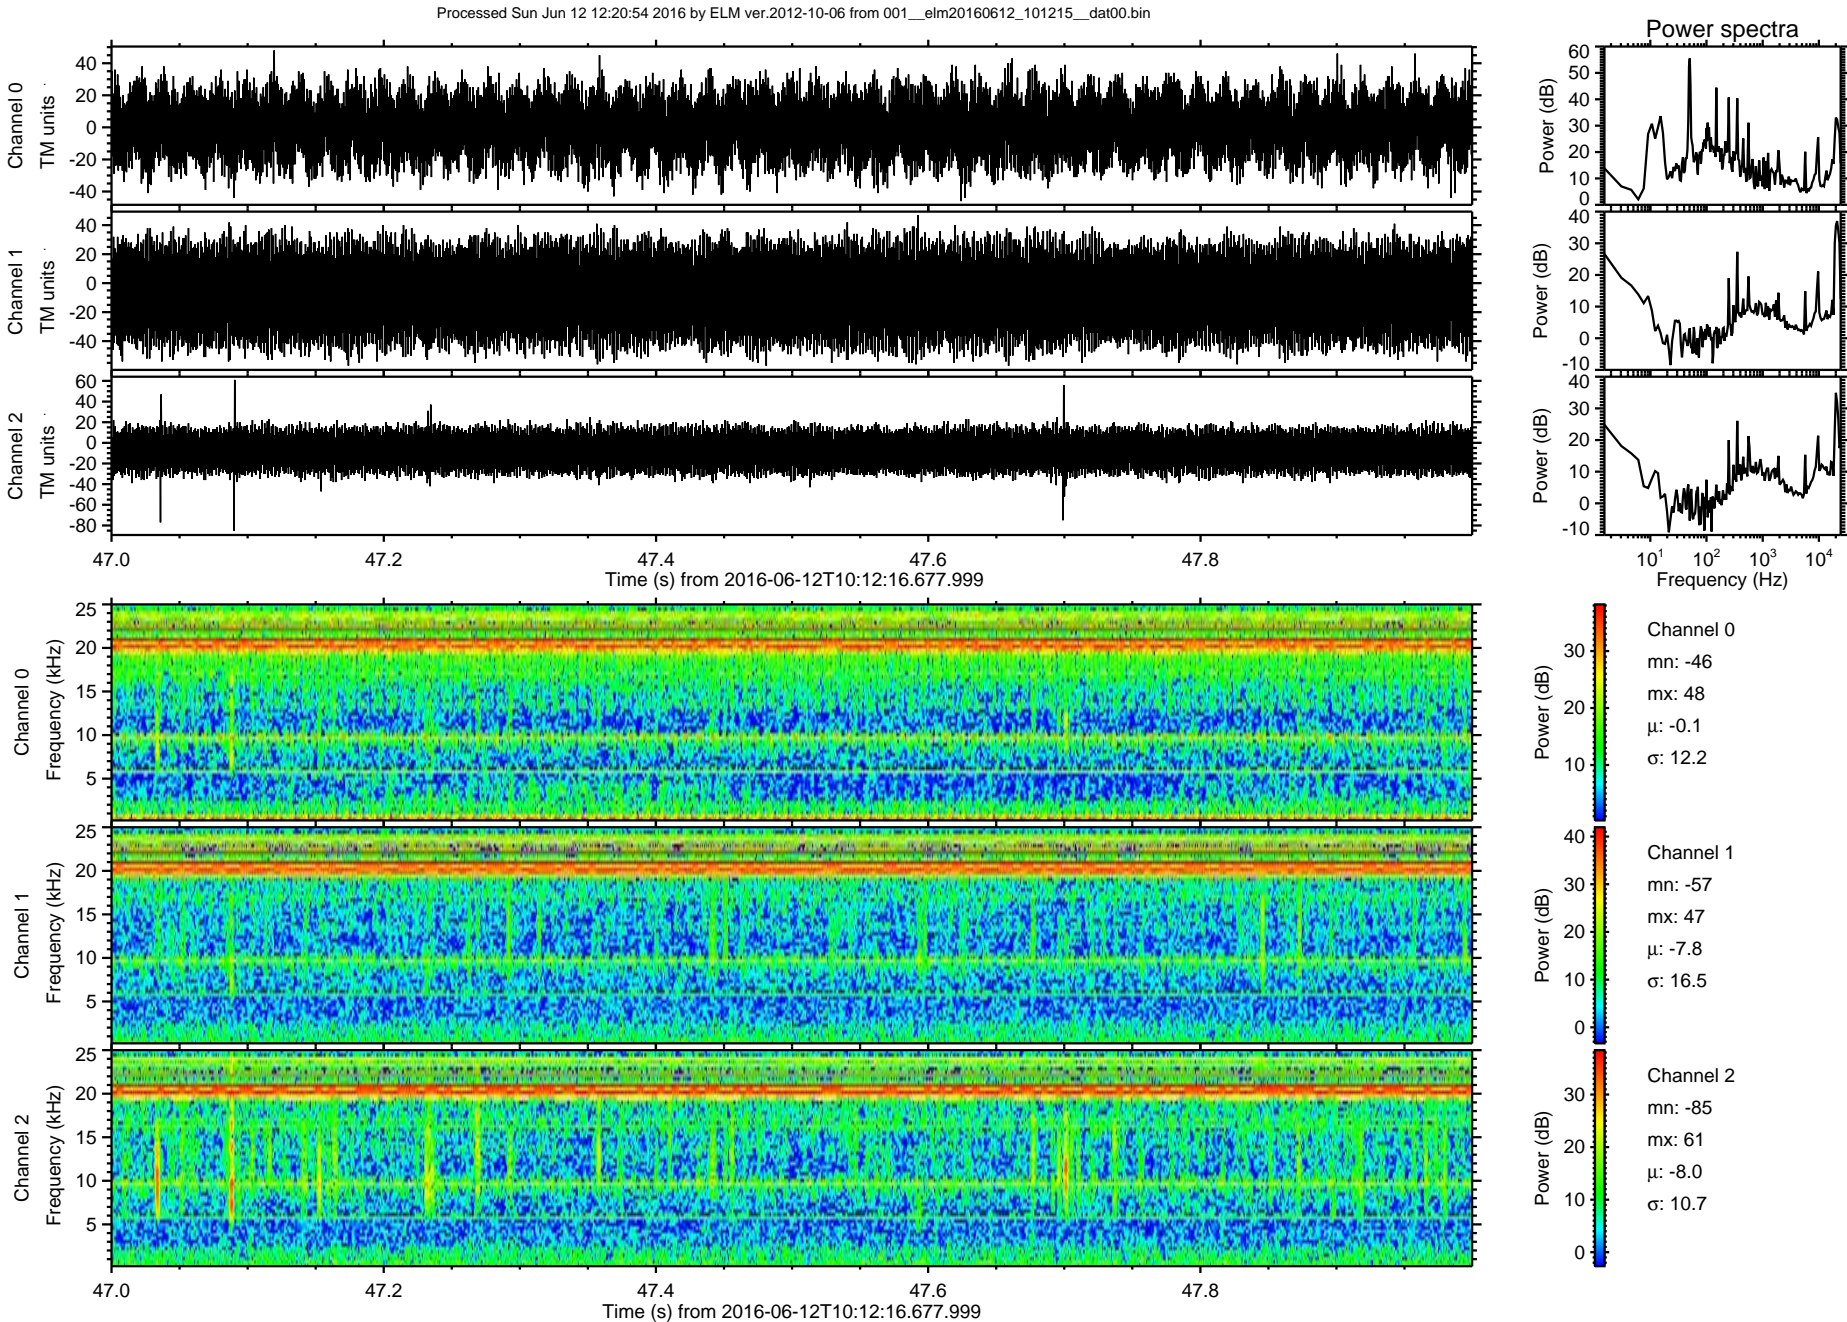 Processed Sun Jun 12 12:20:54 2016 by ELM ver.2012-10-06 from 001__elm20160612_101215__dat00.bin
Power spectra
Channel 0
TM units
40
20
0
-20
-40
Power (dB)
60
50
40
30
20
10
0
Channel 1
TM units
40
20
0
-20
-40
Power (dB)
40
30
20
10
0
-10
Channel 2
TM units
60
40
20
0
-20
-40
-60
-80
Power (dB)
40
30
20
10
0
-10
47.0 47.2 47.4 47.6 47.8
Time (s) from 2016-06-12T10:12:16.677.999
10¹ 10² 10³ 10⁴
Frequency (Hz)
Channel 0
Frequency (kHz)
25
20
15
10
5
Power (dB)
30
20
10
Channel 0
mn: -46
mx: 48
μ: -0.1
σ: 12.2
Channel 1
Frequency (kHz)
25
20
15
10
5
Power (dB)
40
30
20
10
0
Channel 1
mn: -57
mx: 47
μ: -7.8
σ: 16.5
Channel 2
Frequency (kHz)
25
20
15
10
5
Power (dB)
30
20
10
0
Channel 2
mn: -85
mx: 61
μ: -8.0
σ: 10.7
47.0 47.2 47.4 47.6 47.8
Time (s) from 2016-06-12T10:12:16.677.999